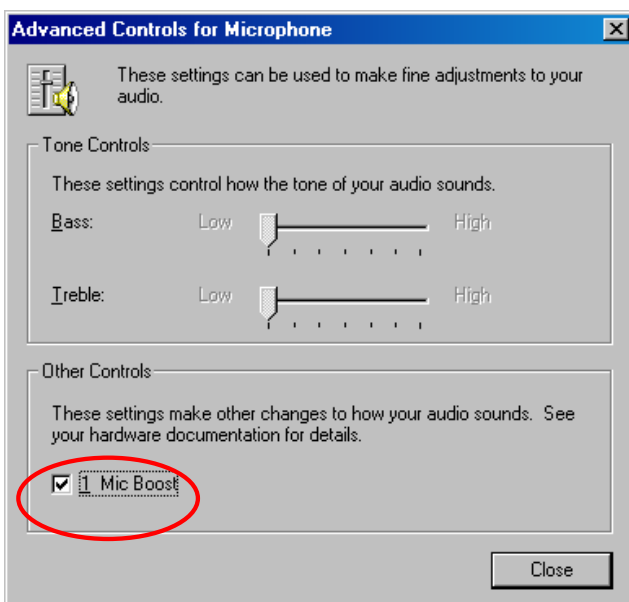 Advanced Controls for Microphone
These settings can be used to make fine adjustments to your
audio.
Tone Controls
These settings control how the tone of your audio sounds.
Bass: Low High
Treble: Low High
Other Controls
These settings make other changes to how your audio sounds. See
your hardware documentation for details.
1 Mic Boost
Close